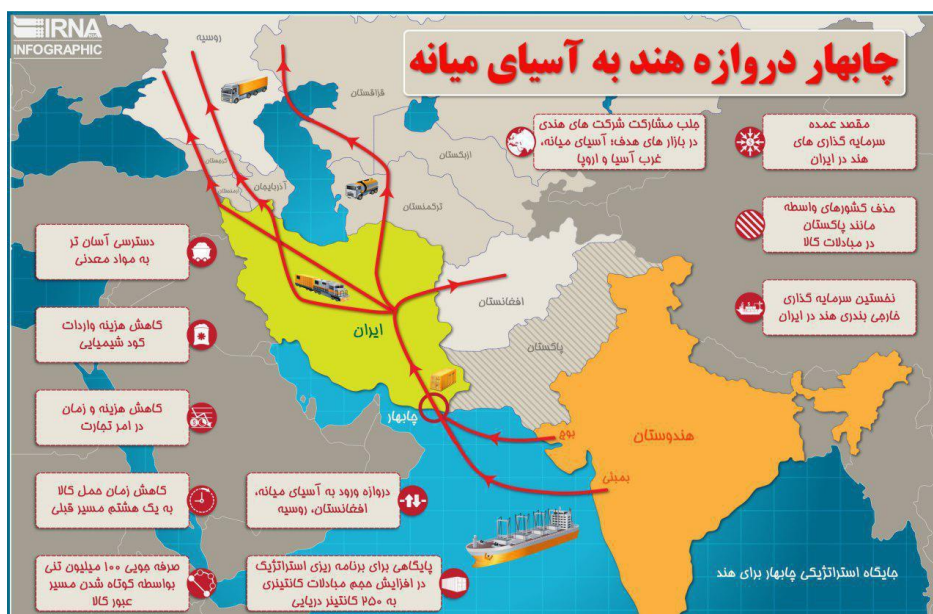 IRNA
INFOGRAPHIC
چابهار دروازه هند به آسیای میانه
روسیه
قزاقستان
ازبکستان
ترکمنستان
گرجستان
آذربایجان
ایران
افغانستان
پاکستان
هندوستان
چابهار
بوج
بمبئی
مقصد عمده
سرمایه گذاری های
هند در ایران
جلب مشارکت شرکت های هندی
در بازار های هدف؛ آسیای میانه،
غرب آسیا و اروپا
حذف کشورهای واسطه
مانند پاکستان
در مبادلات کالا
نخستین سرمایه گذاری
خارجی بندری هند در ایران
دسترسی آسان تر
به مواد معدنی
کاهش هزینه واردات
کود شیمیایی
کاهش هزینه و زمان
در امر تجارت
کاهش زمان حمل کالا
به یک هشتم مسیر قبلی
صرفه جویی ۱۰۰ میلیون تنی
بواسطه کوتاه شدن مسیر
عبور کالا
دروازه ورود به آسیای میانه،
افغانستان، روسیه
پایگاهی برای برنامه ریزی استراتژیک
در افزایش حجم مبادلات کانتینری
به ۲۵۰ کانتینر دریایی
جایگاه استراتژیکی چابهار برای هند